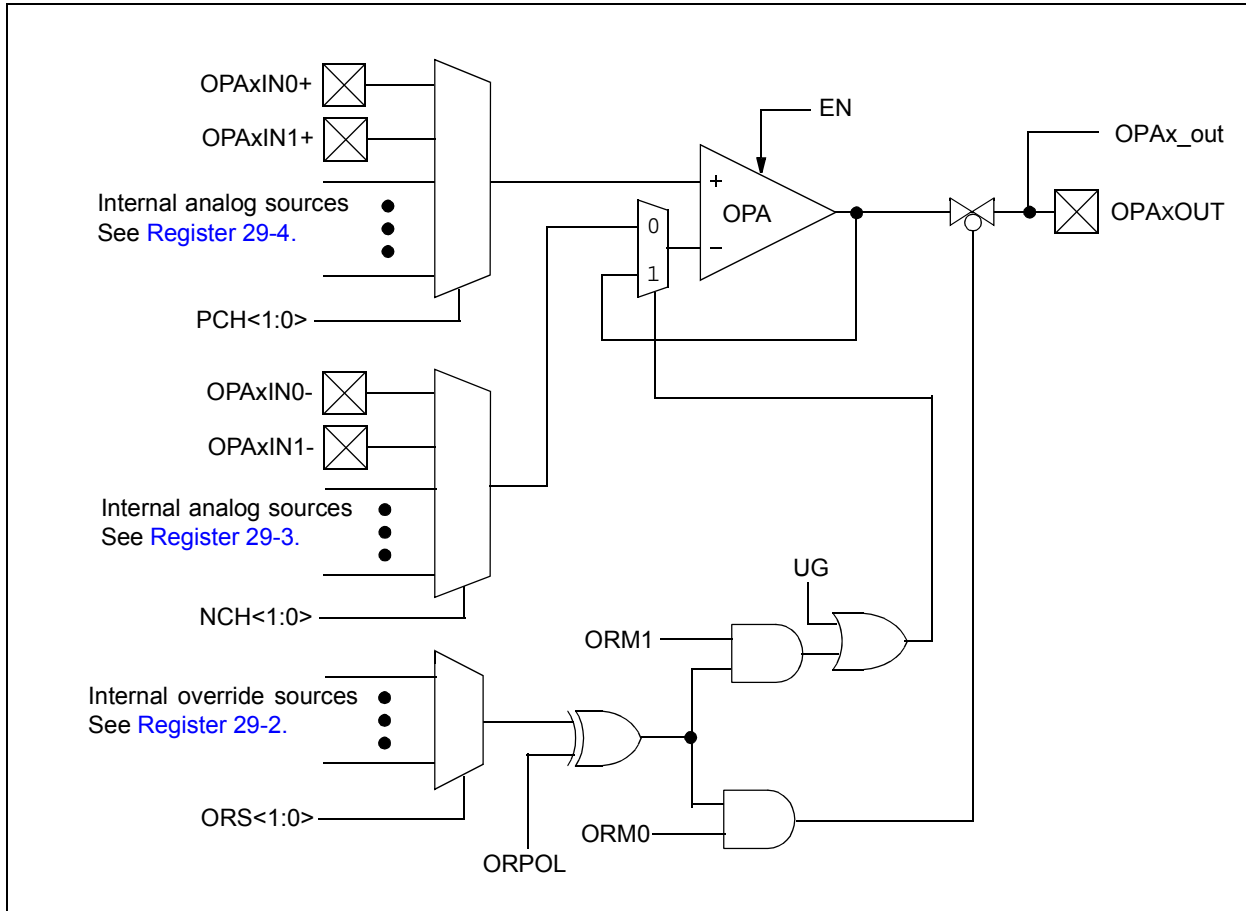 OPAxIN0+
OPAxIN1+
Internal analog sources
See Register 29-4.
PCH<1:0>
EN
+
OPA
−
0
1
OPAx_out
OPAxOUT
OPAxIN0-
OPAxIN1-
Internal analog sources
See Register 29-3.
NCH<1:0>
UG
ORM1
Internal override sources
See Register 29-2.
ORS<1:0>
ORPOL
ORM0